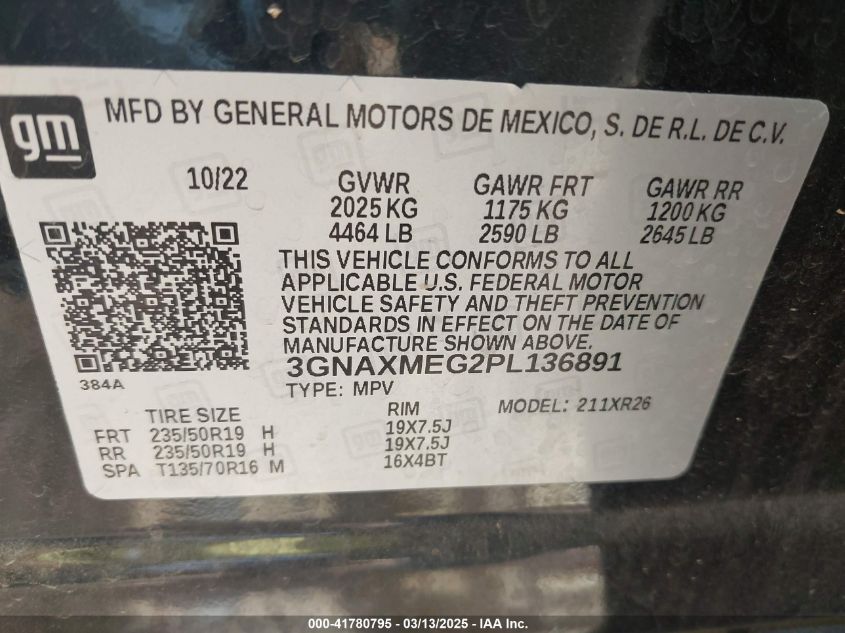 gm
MFD BY GENERAL MOTORS DE MEXICO, S. DE R.L. DE C.V.
10/22 GVWR GAWR FRT GAWR RR
2025 KG 1175 KG 1200 KG
4464 LB 2590 LB 2645 LB
THIS VEHICLE CONFORMS TO ALL
APPLICABLE U.S. FEDERAL MOTOR
VEHICLE SAFETY AND THEFT PREVENTION
STANDARDS IN EFFECT ON THE DATE OF
MANUFACTURE SHOWN ABOVE.
3GNAXMEG2PL136891
384A
TYPE: MPV
TIRE SIZE RIM MODEL: 211XR26
FRT 235/50R19 H 19X7.5J
RR 235/50R19 H 19X7.5J
SPA T135/70R16 M 16X4BT
000-41780795 - 03/13/2025 - IAA Inc.